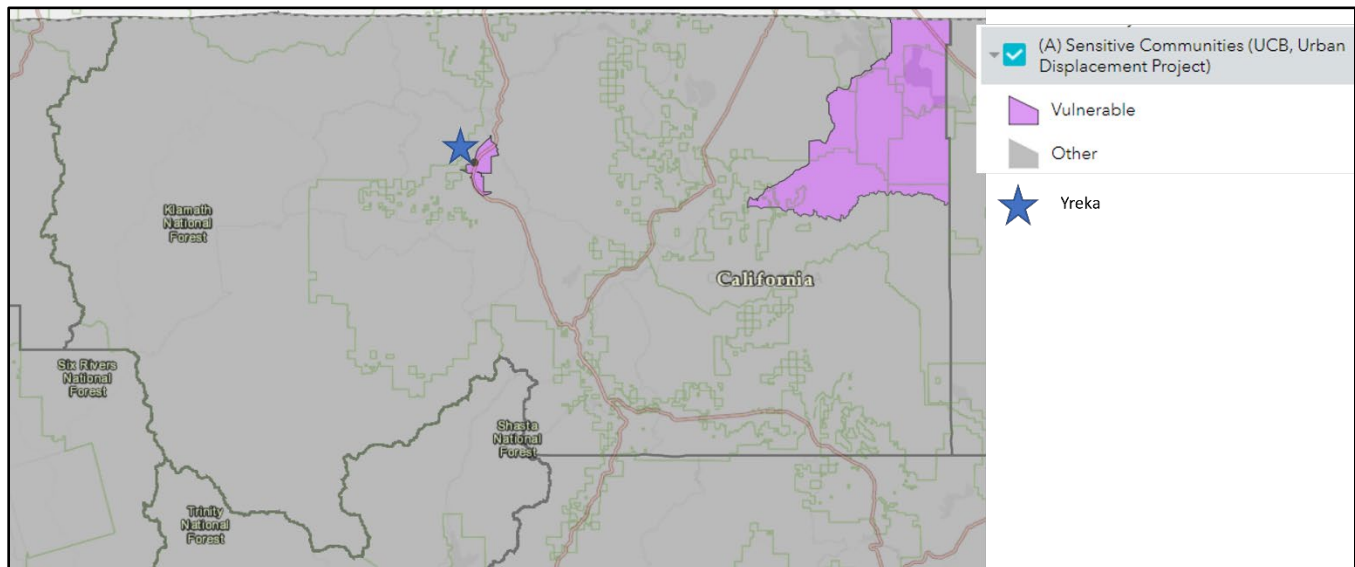 (A) Sensitive Communities (UCB, Urban
Displacement Project)
Vulnerable
Other
Yreka
Klamath
National
Forest
California
Six Rivers
National
Forest
Shasta
National
Forest
Trinity
National
Forest